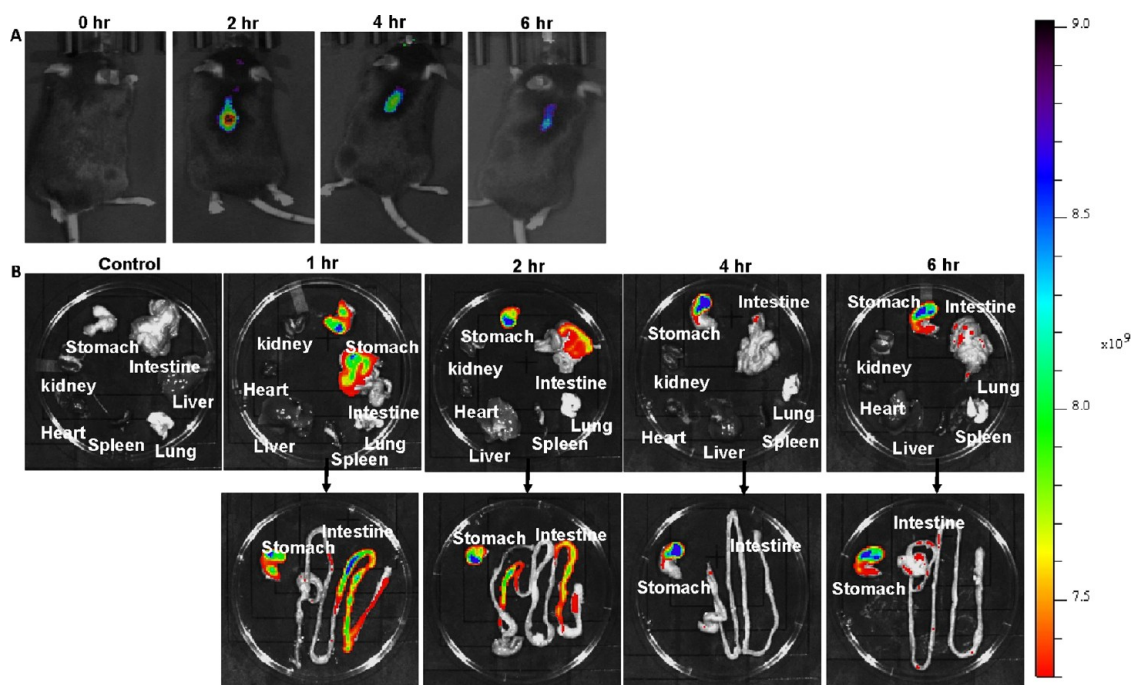 0 hr 2 hr 4 hr 6 hr
A
9.0
8.5
x10⁹
8.0
7.5
B
Control 1 hr 2 hr 4 hr 6 hr
Stomach
Intestine
kidney
Liver
Heart
Spleen
Lung
kidney
Stomach
Heart
Intestine
Liver
Lung
Spleen
Stomach
kidney
Intestine
Heart
Lung
Spleen
Liver
Intestine
Stomach
kidney
Lung
Heart
Spleen
Liver
Stomach
Intestine
kidney
Lung
Heart
Spleen
Liver
Intestine
Stomach
Stomach
Intestine
Intestine
Stomach
Intestine
Stomach